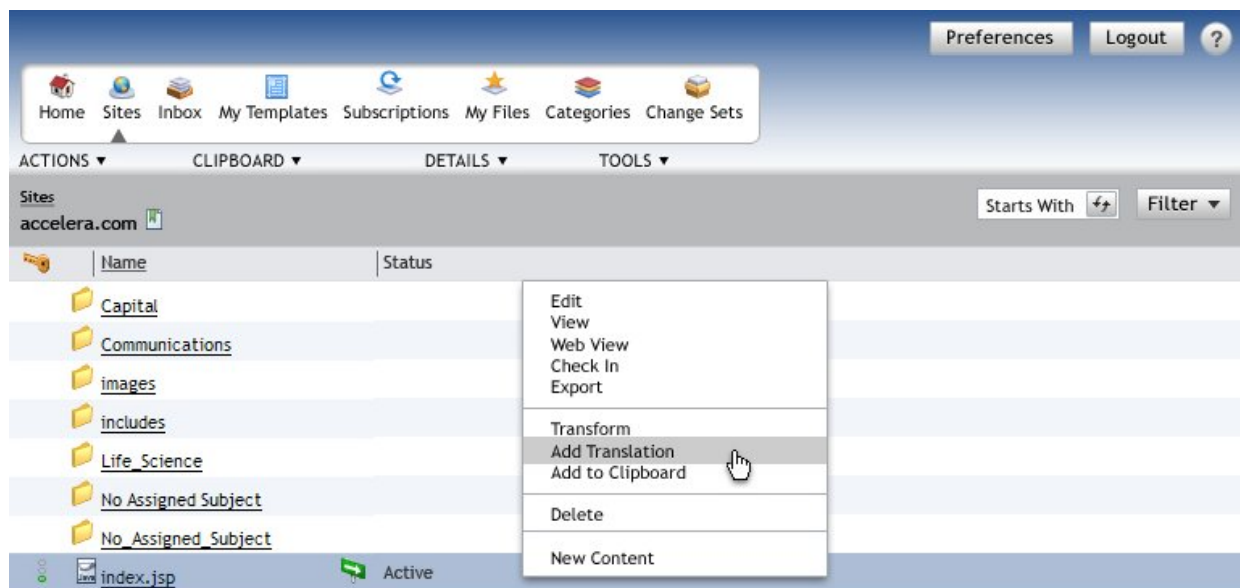 Preferences Logout ?
Home Sites Inbox My Templates Subscriptions My Files Categories Change Sets
ACTIONS ▼ CLIPBOARD ▼ DETAILS ▼ TOOLS ▼
Sites
accelera.com
Starts With Filter ▼
Name Status
Capital
Communications
images
includes
Life_Science
No Assigned Subject
No_Assigned_Subject
index.jsp Active
Edit
View
Web View
Check In
Export
Transform
Add Translation
Add to Clipboard
Delete
New Content